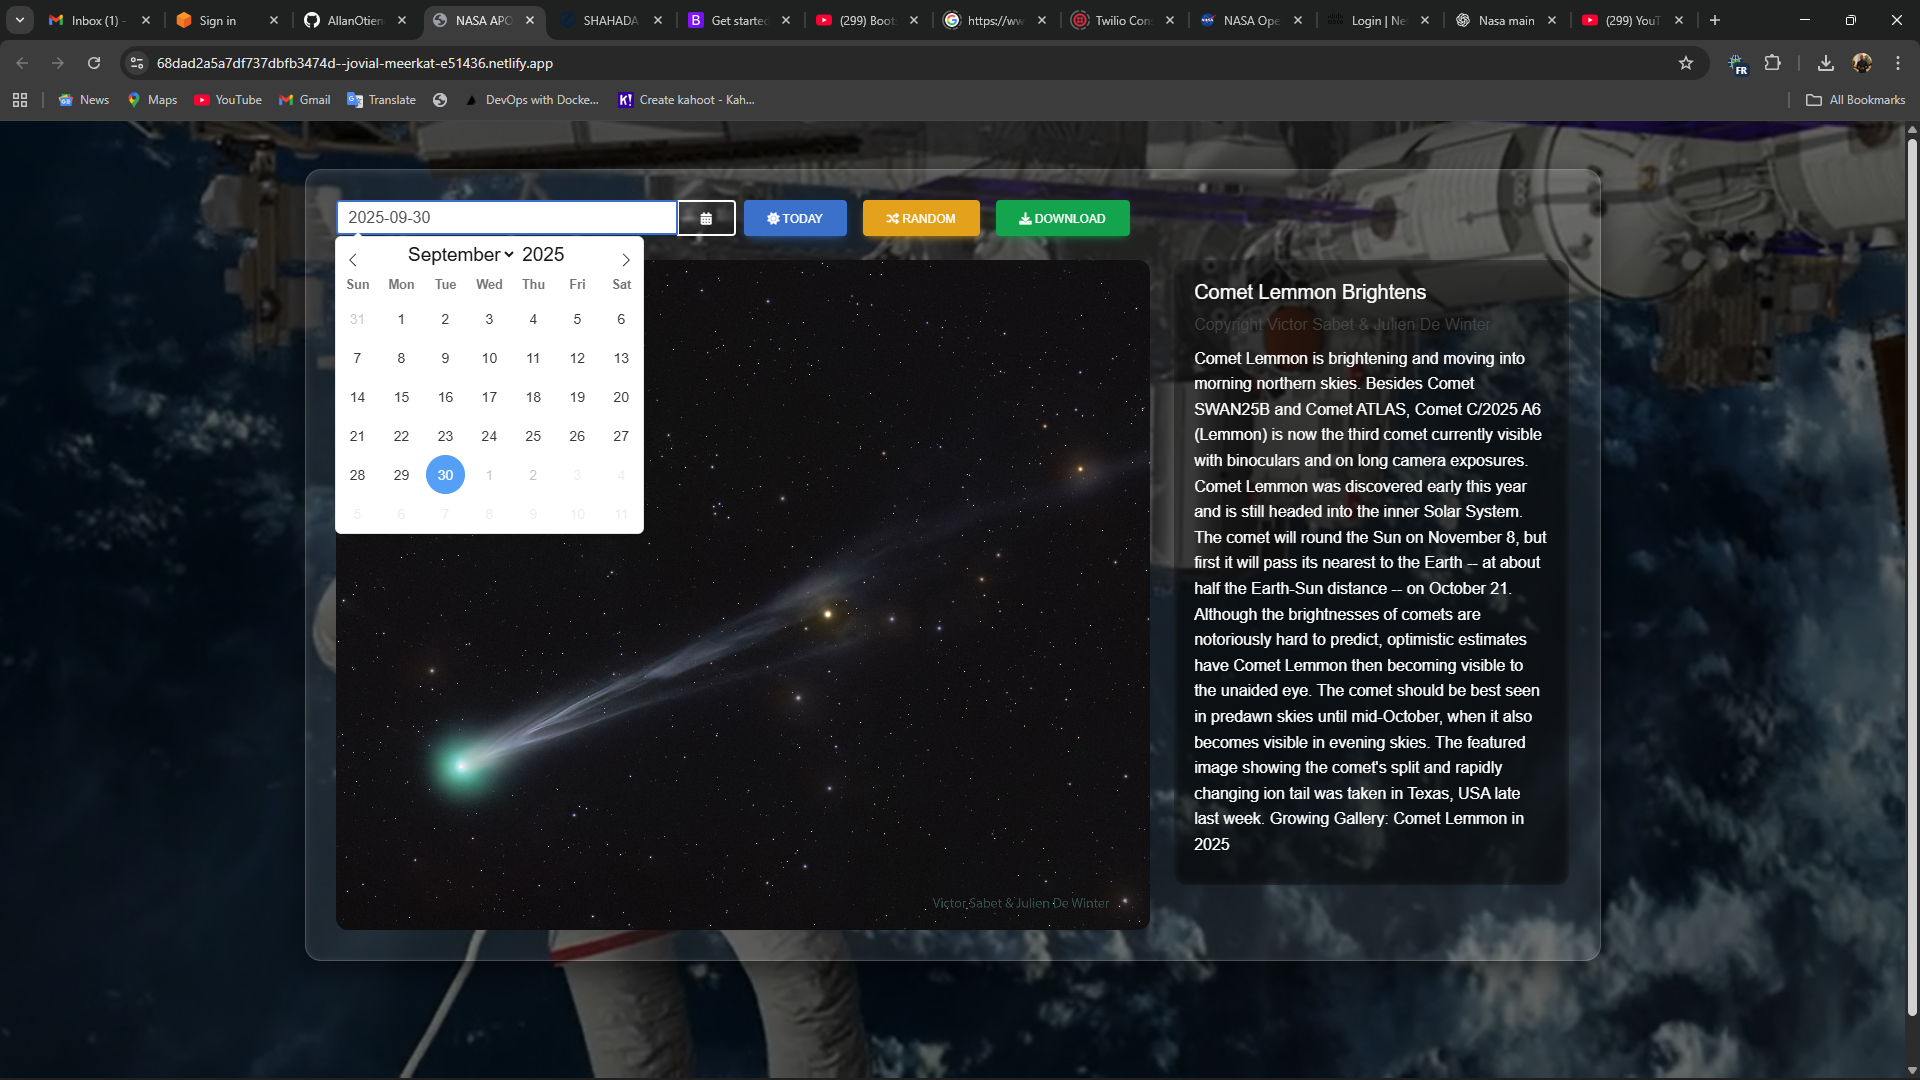 Inbox (1) -
Sign in
AllanOtien
NASA APO
SHAHADA
Get started
(299) Boot
https://ww
Twilio Con
NASA Ope
Login | Ne
Nasa main
(299) YouT
68dad2a5a7df737dbfb3474d--jovial-meerkat-e51436.netlify.app
FR
News
Maps
YouTube
Gmail
Translate
DevOps with Docke...
K!
Create kahoot - Kah...
All Bookmarks
2025-09-30
TODAY
RANDOM
DOWNLOAD
September 2025
Sun Mon Tue Wed Thu Fri Sat
31 1 2 3 4 5 6
7 8 9 10 11 12 13
14 15 16 17 18 19 20
21 22 23 24 25 26 27
28 29 30 1 2 3 4
5 6 7 8 9 10 11
Victor Sabet & Julien De Winter
Comet Lemmon Brightens
Copyright Victor Sabet & Julien De Winter
Comet Lemmon is brightening and moving into
morning northern skies. Besides Comet
SWAN25B and Comet ATLAS, Comet C/2025 A6
(Lemmon) is now the third comet currently visible
with binoculars and on long camera exposures.
Comet Lemmon was discovered early this year
and is still headed into the inner Solar System.
The comet will round the Sun on November 8, but
first it will pass its nearest to the Earth -- at about
half the Earth-Sun distance -- on October 21.
Although the brightnesses of comets are
notoriously hard to predict, optimistic estimates
have Comet Lemmon then becoming visible to
the unaided eye. The comet should be best seen
in predawn skies until mid-October, when it also
becomes visible in evening skies. The featured
image showing the comet's split and rapidly
changing ion tail was taken in Texas, USA late
last week. Growing Gallery: Comet Lemmon in
2025